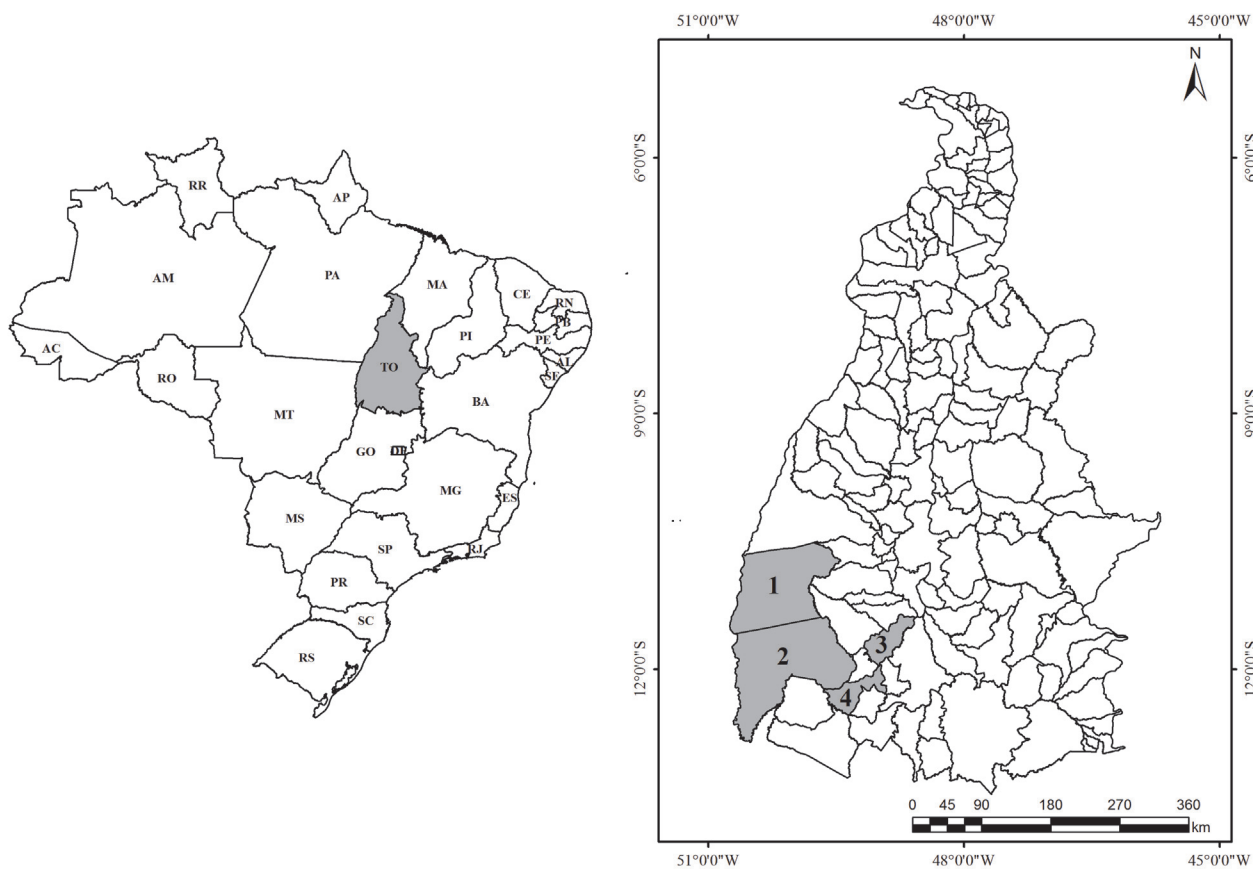 RR
AP
AM
PA
MA
CE
RN
PB
PI
PE
AC
TO
AL
SE
RO
MT
BA
GO
DF
MG
ES
MS
SP
RJ
PR
SC
RS
51°0'0"W 48°0'0"W 45°0'0"W
N
6°0'0"S 6°0'0"S
9°0'0"S 9°0'0"S
12°0'0"S 12°0'0"S
1
2
3
4
0 45 90 180 270 360
km
51°0'0"W 48°0'0"W 45°0'0"W